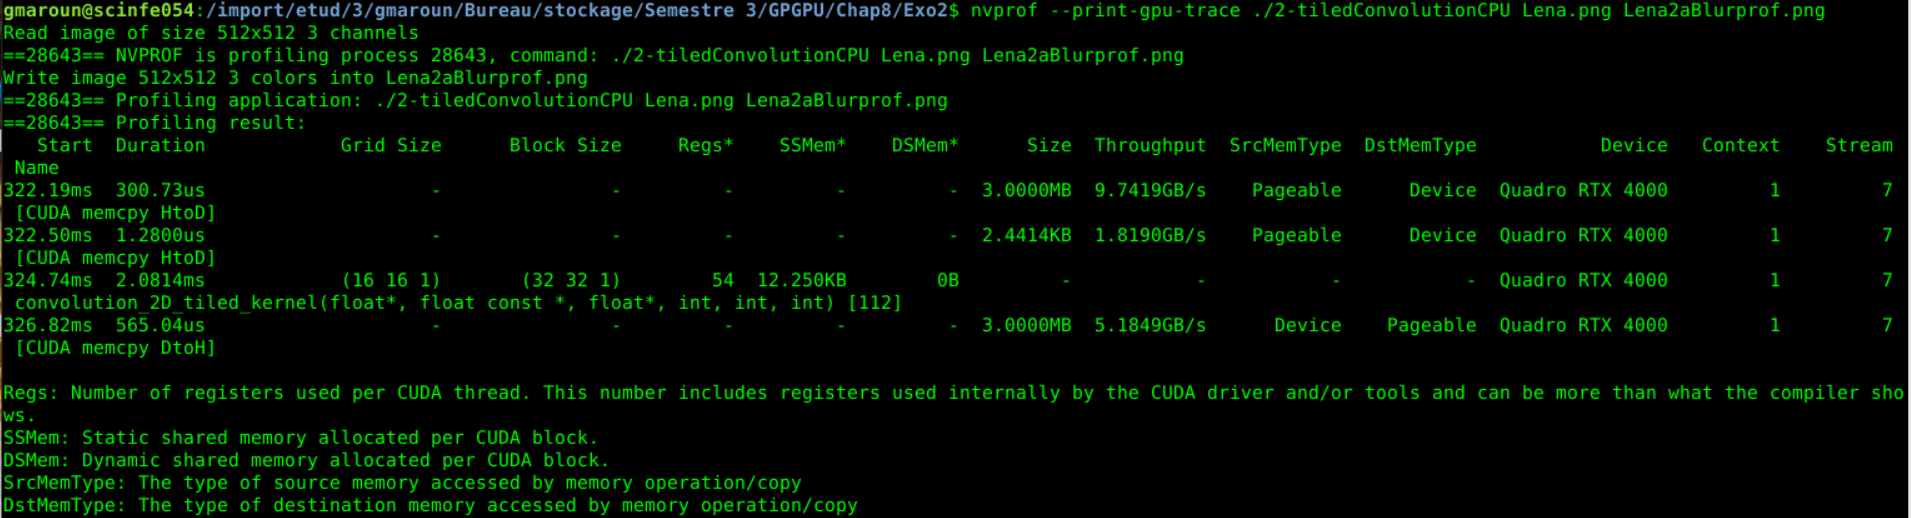 gmaroun@scinfe054:/import/etud/3/gmaroun/Bureau/stockage/Semestre 3/GPGPU/Chap8/Exo2$ nvprof --print-gpu-trace ./2-tiledConvolutionCPU Lena.png Lena2aBlurprof.png
Read image of size 512x512 3 channels
==28643== NVPROF is profiling process 28643, command: ./2-tiledConvolutionCPU Lena.png Lena2aBlurprof.png
Write image 512x512 3 colors into Lena2aBlurprof.png
==28643== Profiling application: ./2-tiledConvolutionCPU Lena.png Lena2aBlurprof.png
==28643== Profiling result:
   Start  Duration            Grid Size      Block Size     Regs*    SSMem*    DSMem*      Size  Throughput  SrcMemType  DstMemType           Device   Context    Stream
 Name
322.19ms  300.73us                    -               -         -         -         -  3.0000MB  9.7419GB/s    Pageable      Device  Quadro RTX 4000         1         7
 [CUDA memcpy HtoD]
322.50ms  1.2800us                    -               -         -         -         -  2.4414KB  1.8190GB/s    Pageable      Device  Quadro RTX 4000         1         7
 [CUDA memcpy HtoD]
324.74ms  2.0814ms            (16 16 1)       (32 32 1)        54  12.250KB        0B         -           -           -           -  Quadro RTX 4000         1         7
 convolution_2D_tiled_kernel(float*, float const *, float*, int, int, int) [112]
326.82ms  565.04us                    -               -         -         -         -  3.0000MB  5.1849GB/s      Device    Pageable  Quadro RTX 4000         1         7
 [CUDA memcpy DtoH]

Regs: Number of registers used per CUDA thread. This number includes registers used internally by the CUDA driver and/or tools and can be more than what the compiler sho
ws.
SSMem: Static shared memory allocated per CUDA block.
DSMem: Dynamic shared memory allocated per CUDA block.
SrcMemType: The type of source memory accessed by memory operation/copy
DstMemType: The type of destination memory accessed by memory operation/copy